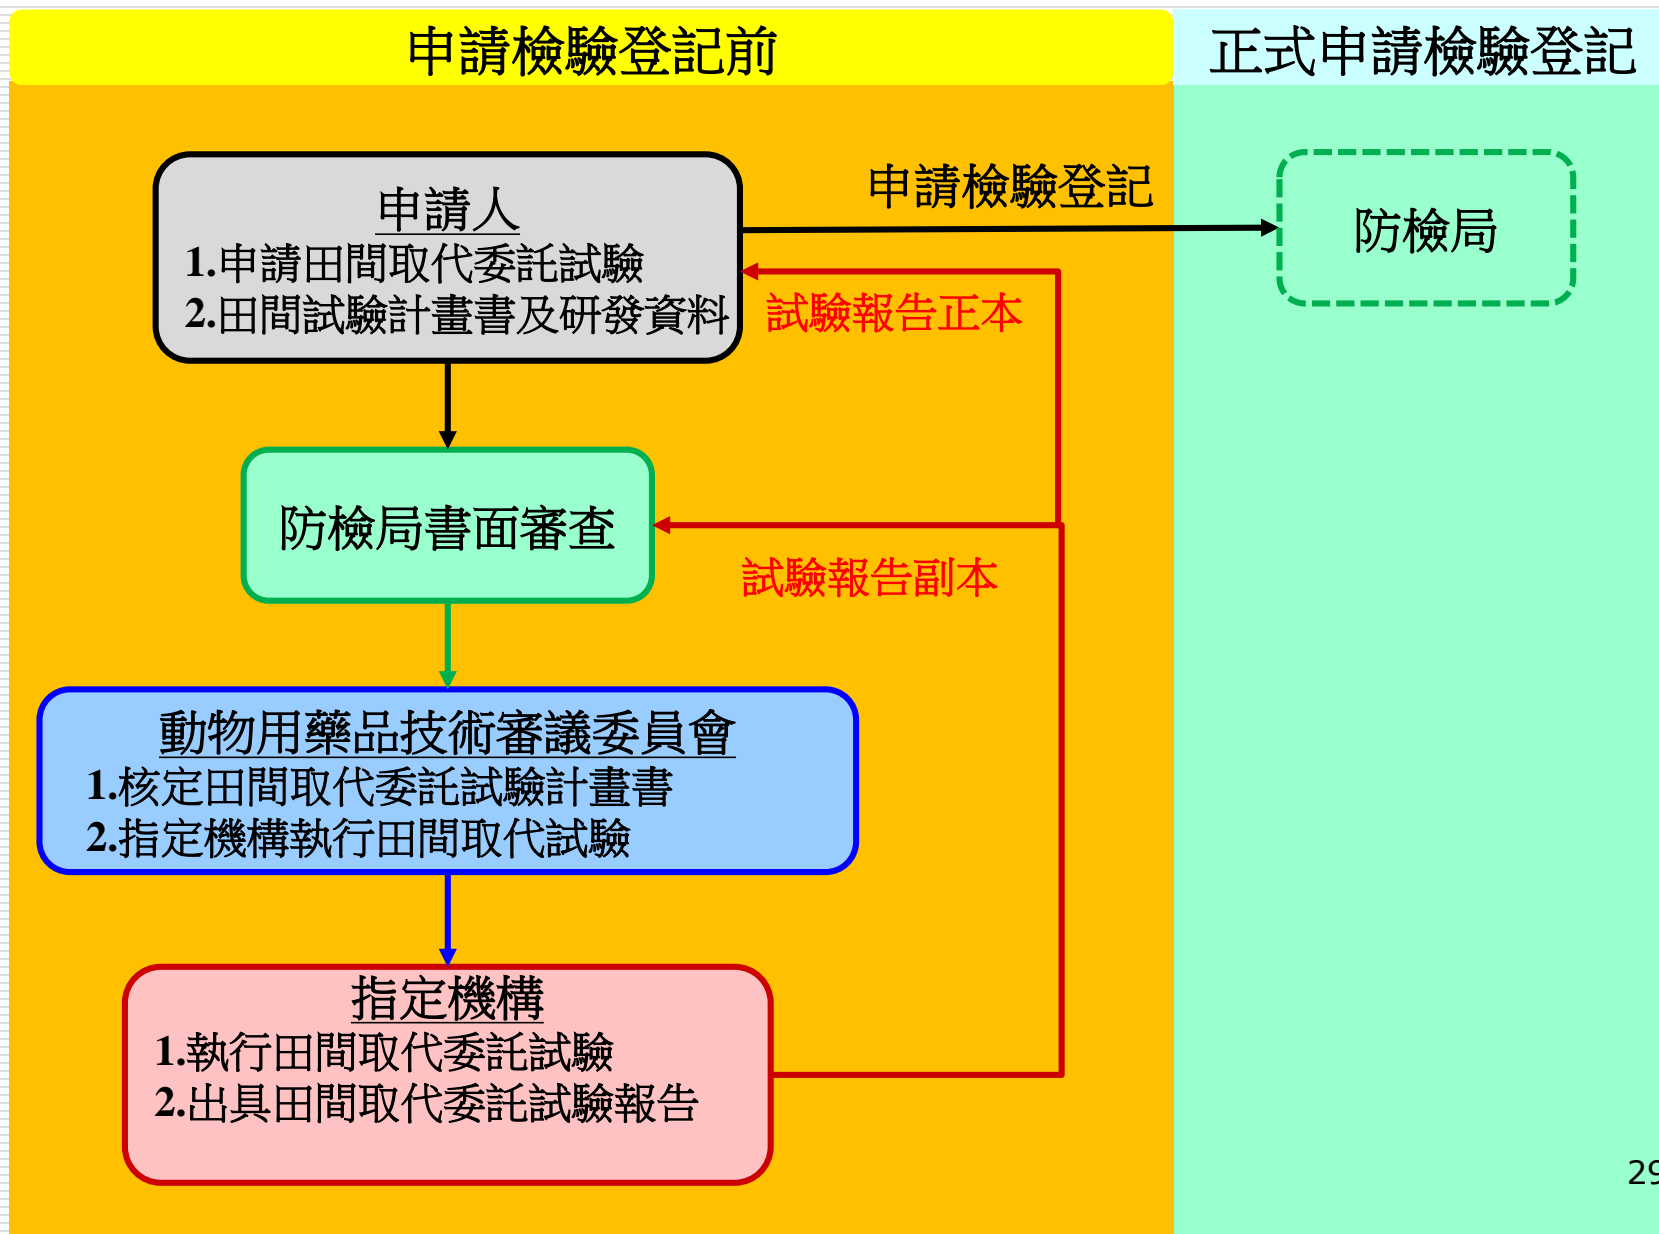 申請檢驗登記前
正式申請檢驗登記
申請人
1.申請田間取代委託試驗
2.田間試驗計畫書及研發資料
申請檢驗登記
防檢局
試驗報告正本
防檢局書面審查
試驗報告副本
動物用藥品技術審議委員會
1.核定田間取代委託試驗計畫書
2.指定機構執行田間取代試驗
指定機構
1.執行田間取代委託試驗
2.出具田間取代委託試驗報告
29